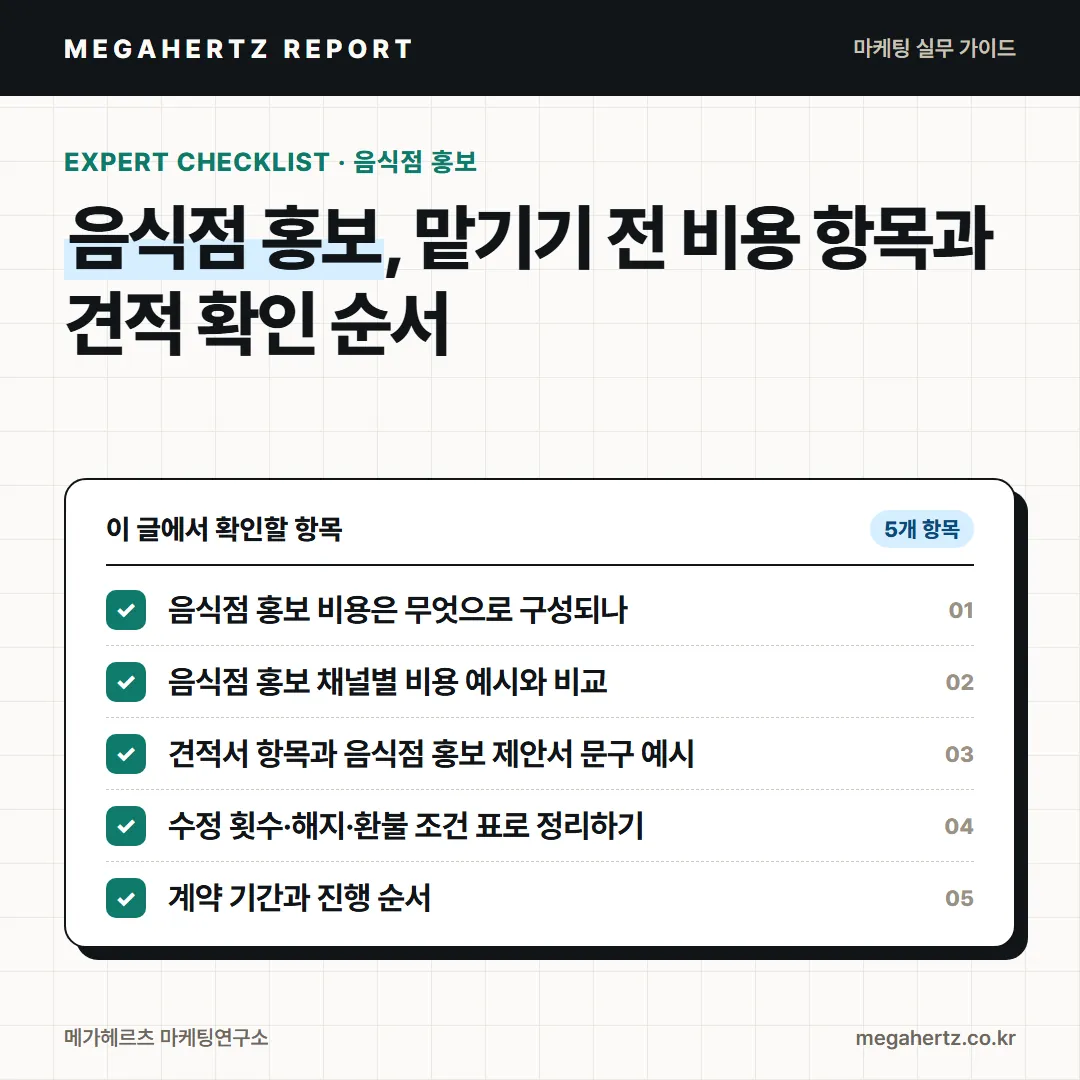 MEGAHERTZ REPORT
마케팅 실무 가이드
EXPERT CHECKLIST · 음식점 홍보
음식점 홍보, 맡기기 전 비용 항목과
견적 확인 순서
이 글에서 확인할 항목
5개 항목
음식점 홍보 비용은 무엇으로 구성되나
01
음식점 홍보 채널별 비용 예시와 비교
02
견적서 항목과 음식점 홍보 제안서 문구 예시
03
수정 횟수·해지·환불 조건 표로 정리하기
04
계약 기간과 진행 순서
05
메가헤르츠 마케팅연구소
megahertz.co.kr